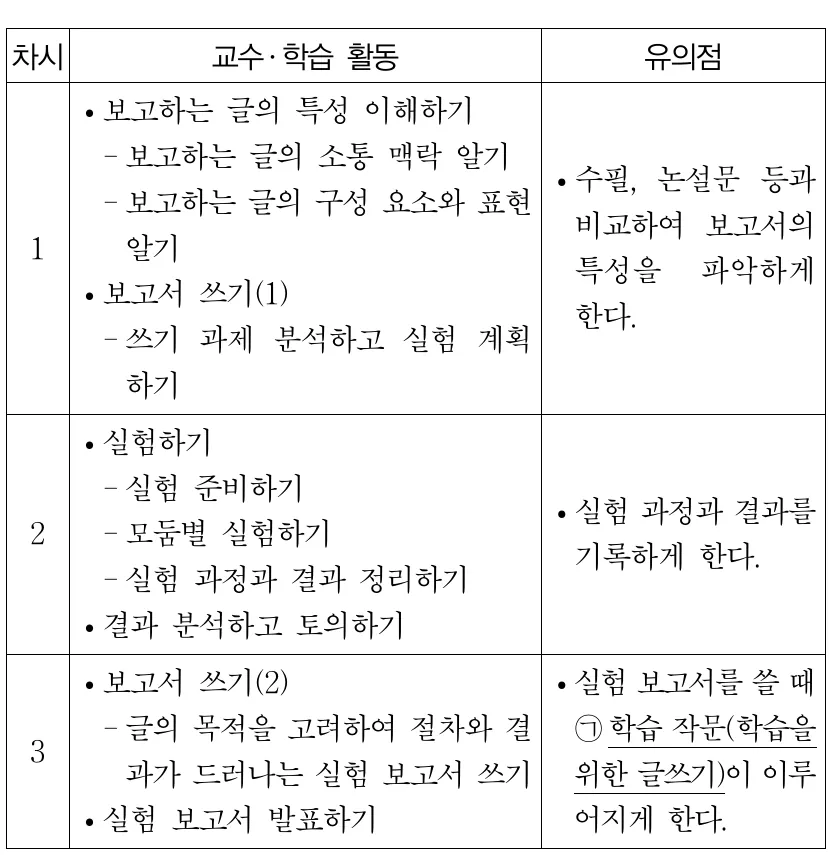 차시 교수·학습 활동 유의점
1
• 보고하는 글의 특성 이해하기
- 보고하는 글의 소통 맥락 알기
- 보고하는 글의 구성 요소와 표현
알기
• 보고서 쓰기(1)
- 쓰기 과제 분석하고 실험 계획
하기
• 수필, 논설문 등과
비교하여 보고서의
특성을 파악하게
한다.
2
• 실험하기
- 실험 준비하기
- 모둠별 실험하기
- 실험 과정과 결과 정리하기
• 결과 분석하고 토의하기
• 실험 과정과 결과를
기록하게 한다.
3
• 보고서 쓰기(2)
- 글의 목적을 고려하여 절차와 결
과가 드러나는 실험 보고서 쓰기
• 실험 보고서 발표하기
• 실험 보고서를 쓸 때
㉠ 학습 작문(학습을
위한 글쓰기)이 이루
어지게 한다.